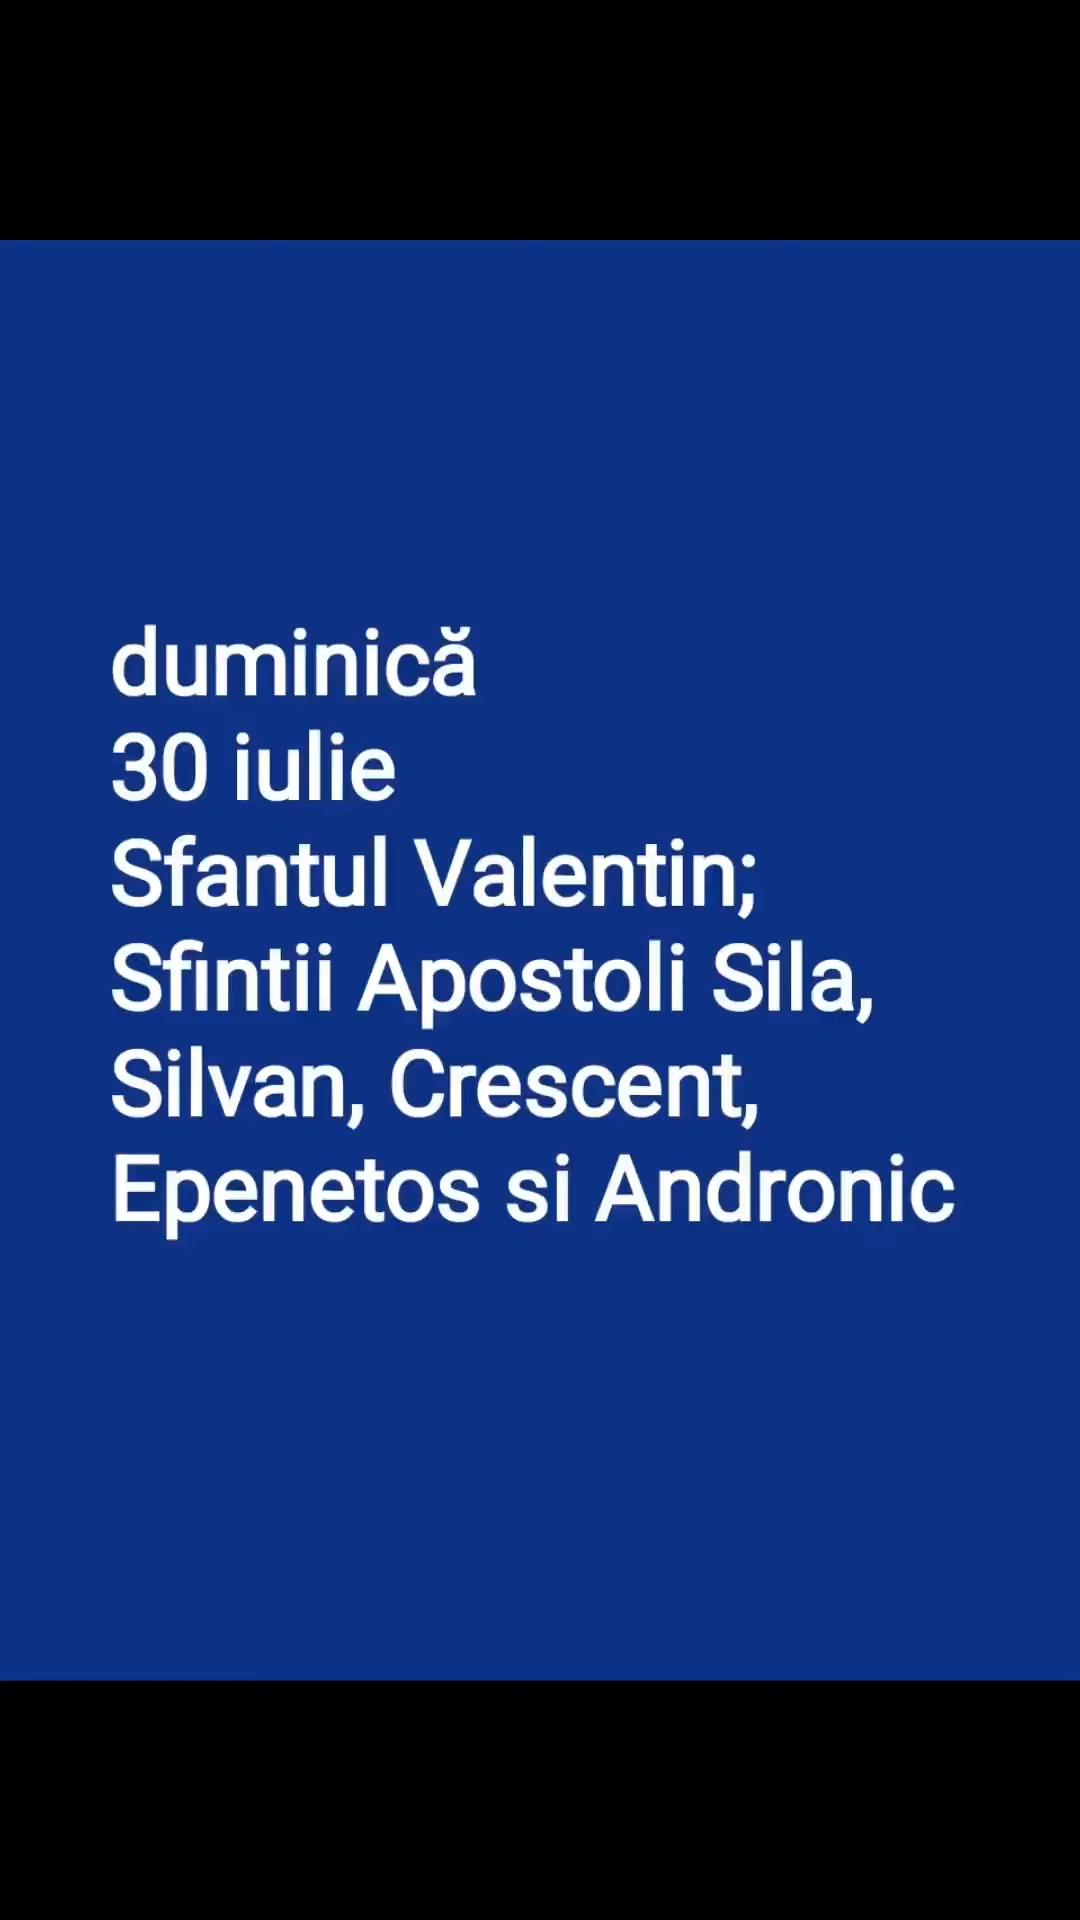 duminică
30 iulie
Sfantul Valentin;
Sfintii Apostoli Sila,
Silvan, Crescent,
Epenetos si Andronic